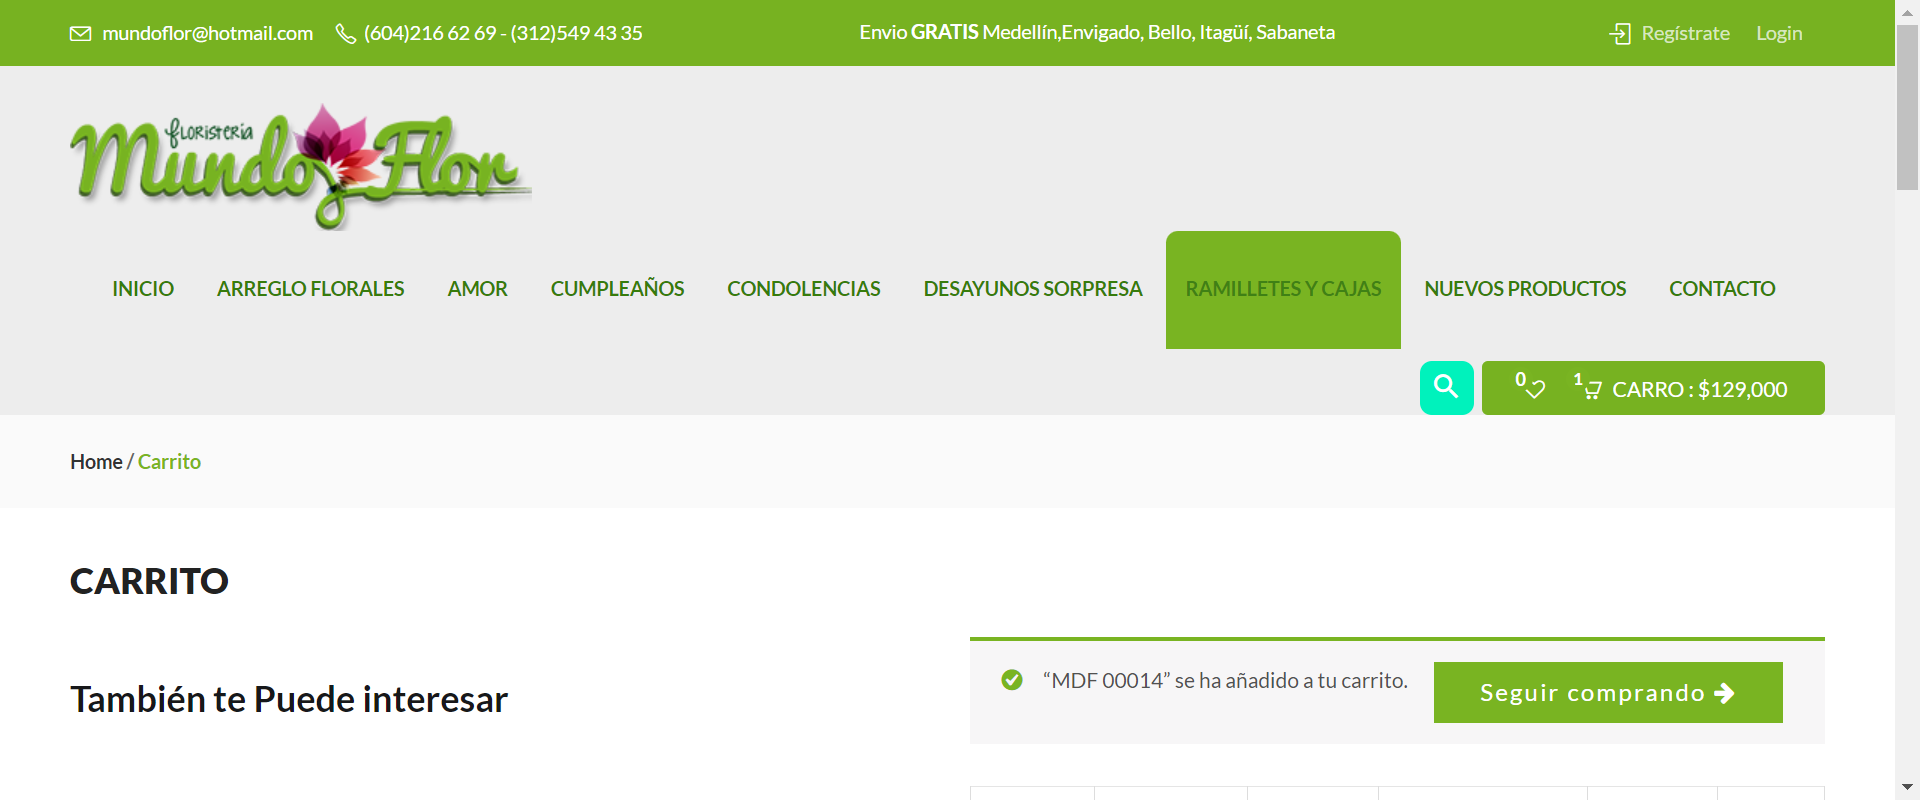 mundoflor@hotmail.com (604)216 62 69 - (312)549 43 35 Envio GRATIS Medellín,Envigado, Bello, Itagüí, Sabaneta Regístrate Login
floristeria
Mundo Flor
INICIO ARREGLO FLORALES AMOR CUMPLEAÑOS CONDOLENCIAS DESAYUNOS SORPRESA RAMILLETES Y CAJAS NUEVOS PRODUCTOS CONTACTO
0 1 CARRO : $129,000
Home / Carrito
CARRITO
También te Puede interesar
“MDF 00014” se ha añadido a tu carrito. Seguir comprando